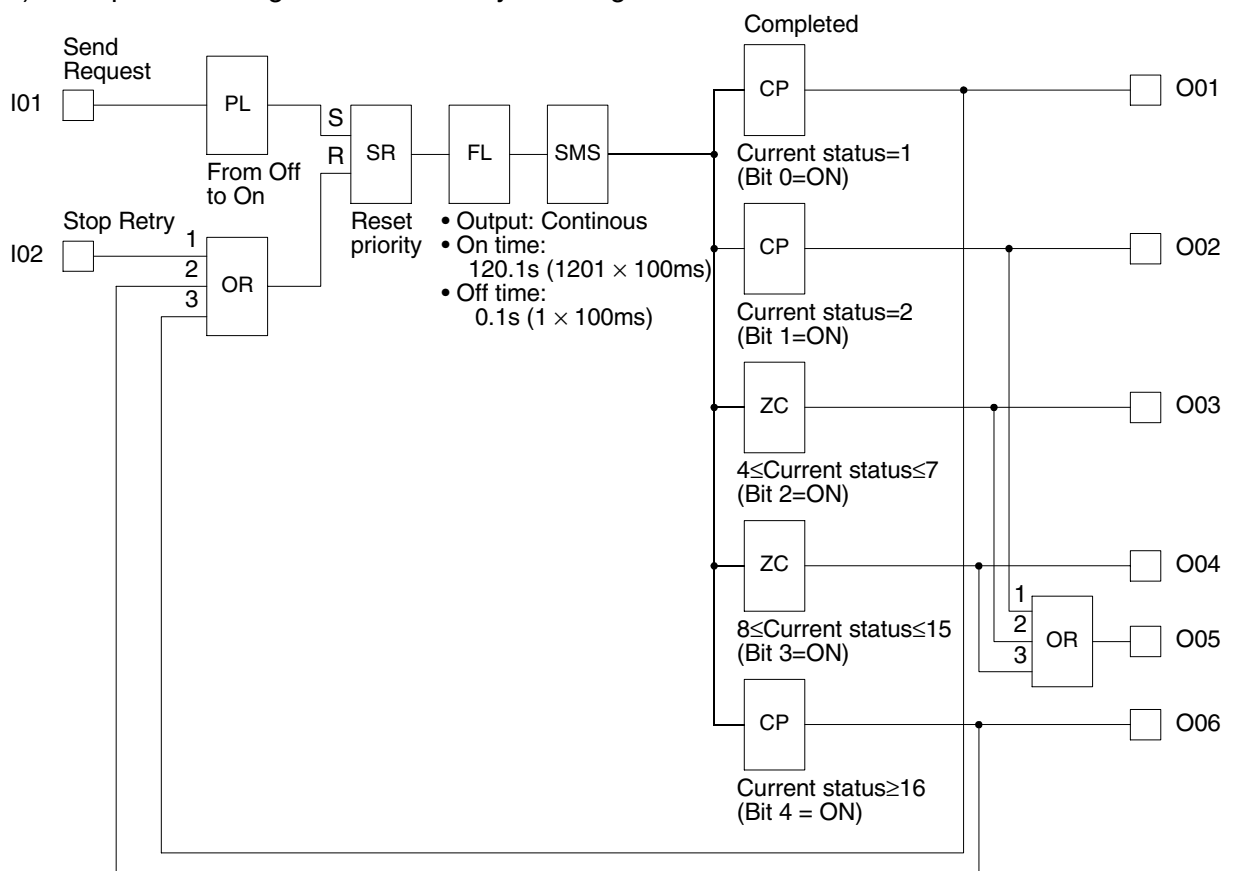 Completed
Send
Request
I01
PL
From Off
to On
S
R
SR
Reset
priority
FL
• Output: Continous
• On time:
120.1s (1201 × 100ms)
• Off time:
0.1s (1 × 100ms)
SMS
CP
Current status=1
(Bit 0=ON)
O01
Stop Retry
I02
1
2
3
OR
CP
Current status=2
(Bit 1=ON)
O02
ZC
4≤Current status≤7
(Bit 2=ON)
O03
ZC
8≤Current status≤15
(Bit 3=ON)
O04
1
2
3
OR
O05
CP
Current status≥16
(Bit 4 = ON)
O06